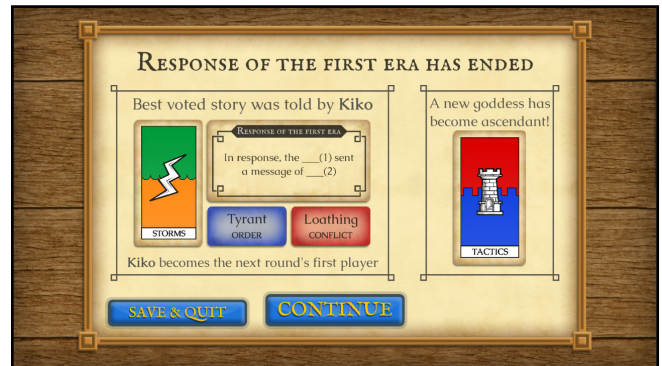 Response of the first era has ended
Best voted story was told by Kiko
Response of the first era
In response, the ___(1) sent
a message of ___(2)
STORMS
Tyrant
ORDER
Loathing
CONFLICT
Kiko becomes the next round's first player
A new goddess has
become ascendant!
TACTICS
SAVE & QUIT
CONTINUE